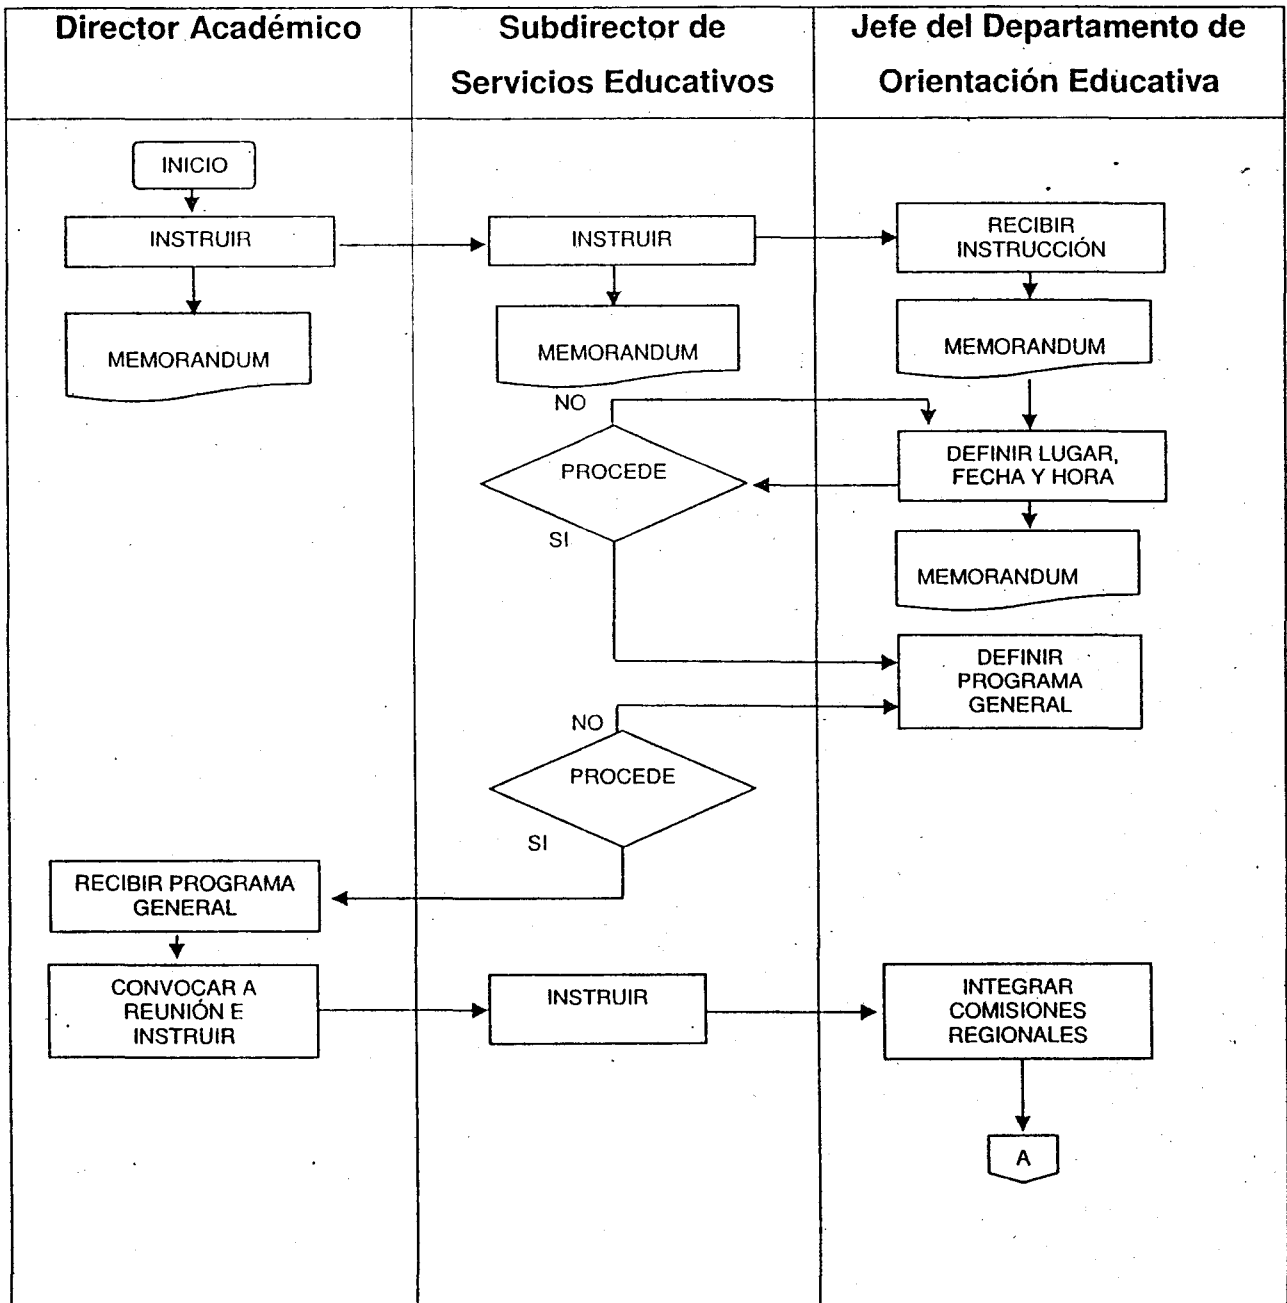 Director Académico
Subdirector de
Servicios Educativos
Jefe del Departamento de
Orientación Educativa
INICIO
INSTRUIR
INSTRUIR
RECIBIR
INSTRUCCIÓN
MEMORANDUM
MEMORANDUM
MEMORANDUM
NO
PROCEDE
DEFINIR LUGAR,
FECHA Y HORA
SI
MEMORANDUM
DEFINIR
PROGRAMA
GENERAL
NO
PROCEDE
SI
RECIBIR PROGRAMA
GENERAL
CONVOCAR A
REUNIÓN E
INSTRUIR
INSTRUIR
INTEGRAR
COMISIONES
REGIONALES
A